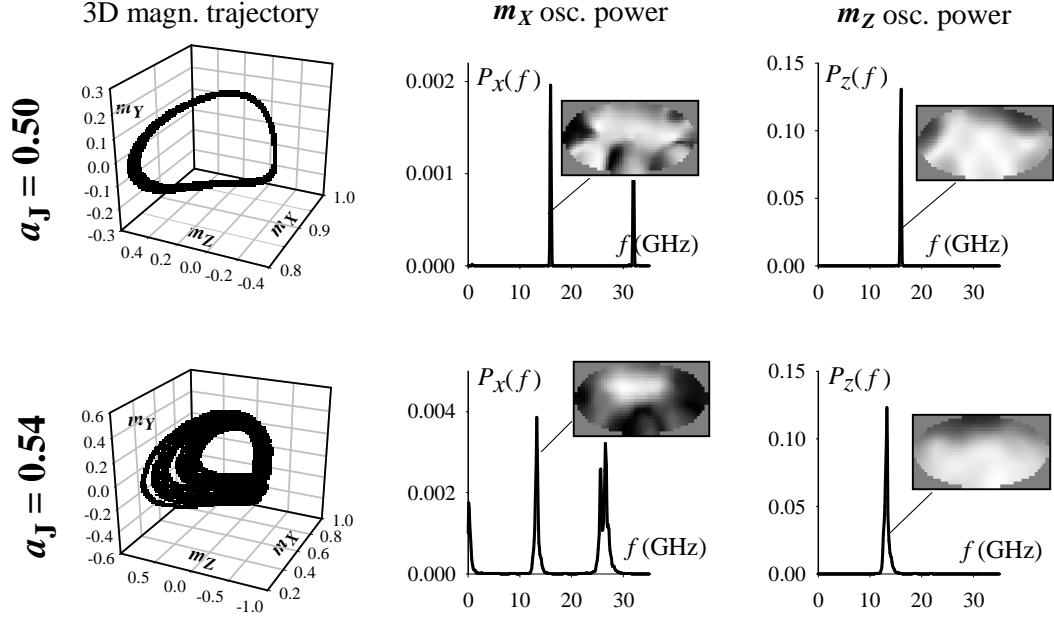 3D magn. trajectory
m_X osc. power
m_Z osc. power
a_J = 0.50
0.3
0.2
0.1
0.0
-0.1
-0.2
-0.3
m_Y
0.4
0.2
0.0
-0.2
-0.4
m_Z
0.8
0.9
1.0
m_X
P_X(f)
0.002
0.001
0.000
f (GHz)
0 10 20 30
P_Z(f)
0.15
0.10
0.05
0.00
f (GHz)
0 10 20 30
a_J = 0.54
0.6
0.4
0.2
0.0
-0.2
-0.4
-0.6
m_Y
0.5
0.0
-0.5
-1.0
m_Z
0.2
0.4
0.6
0.8
1.0
m_X
P_X(f)
0.004
0.002
0.000
f (GHz)
0 10 20 30
P_Z(f)
0.15
0.10
0.05
0.00
f (GHz)
0 10 20 30